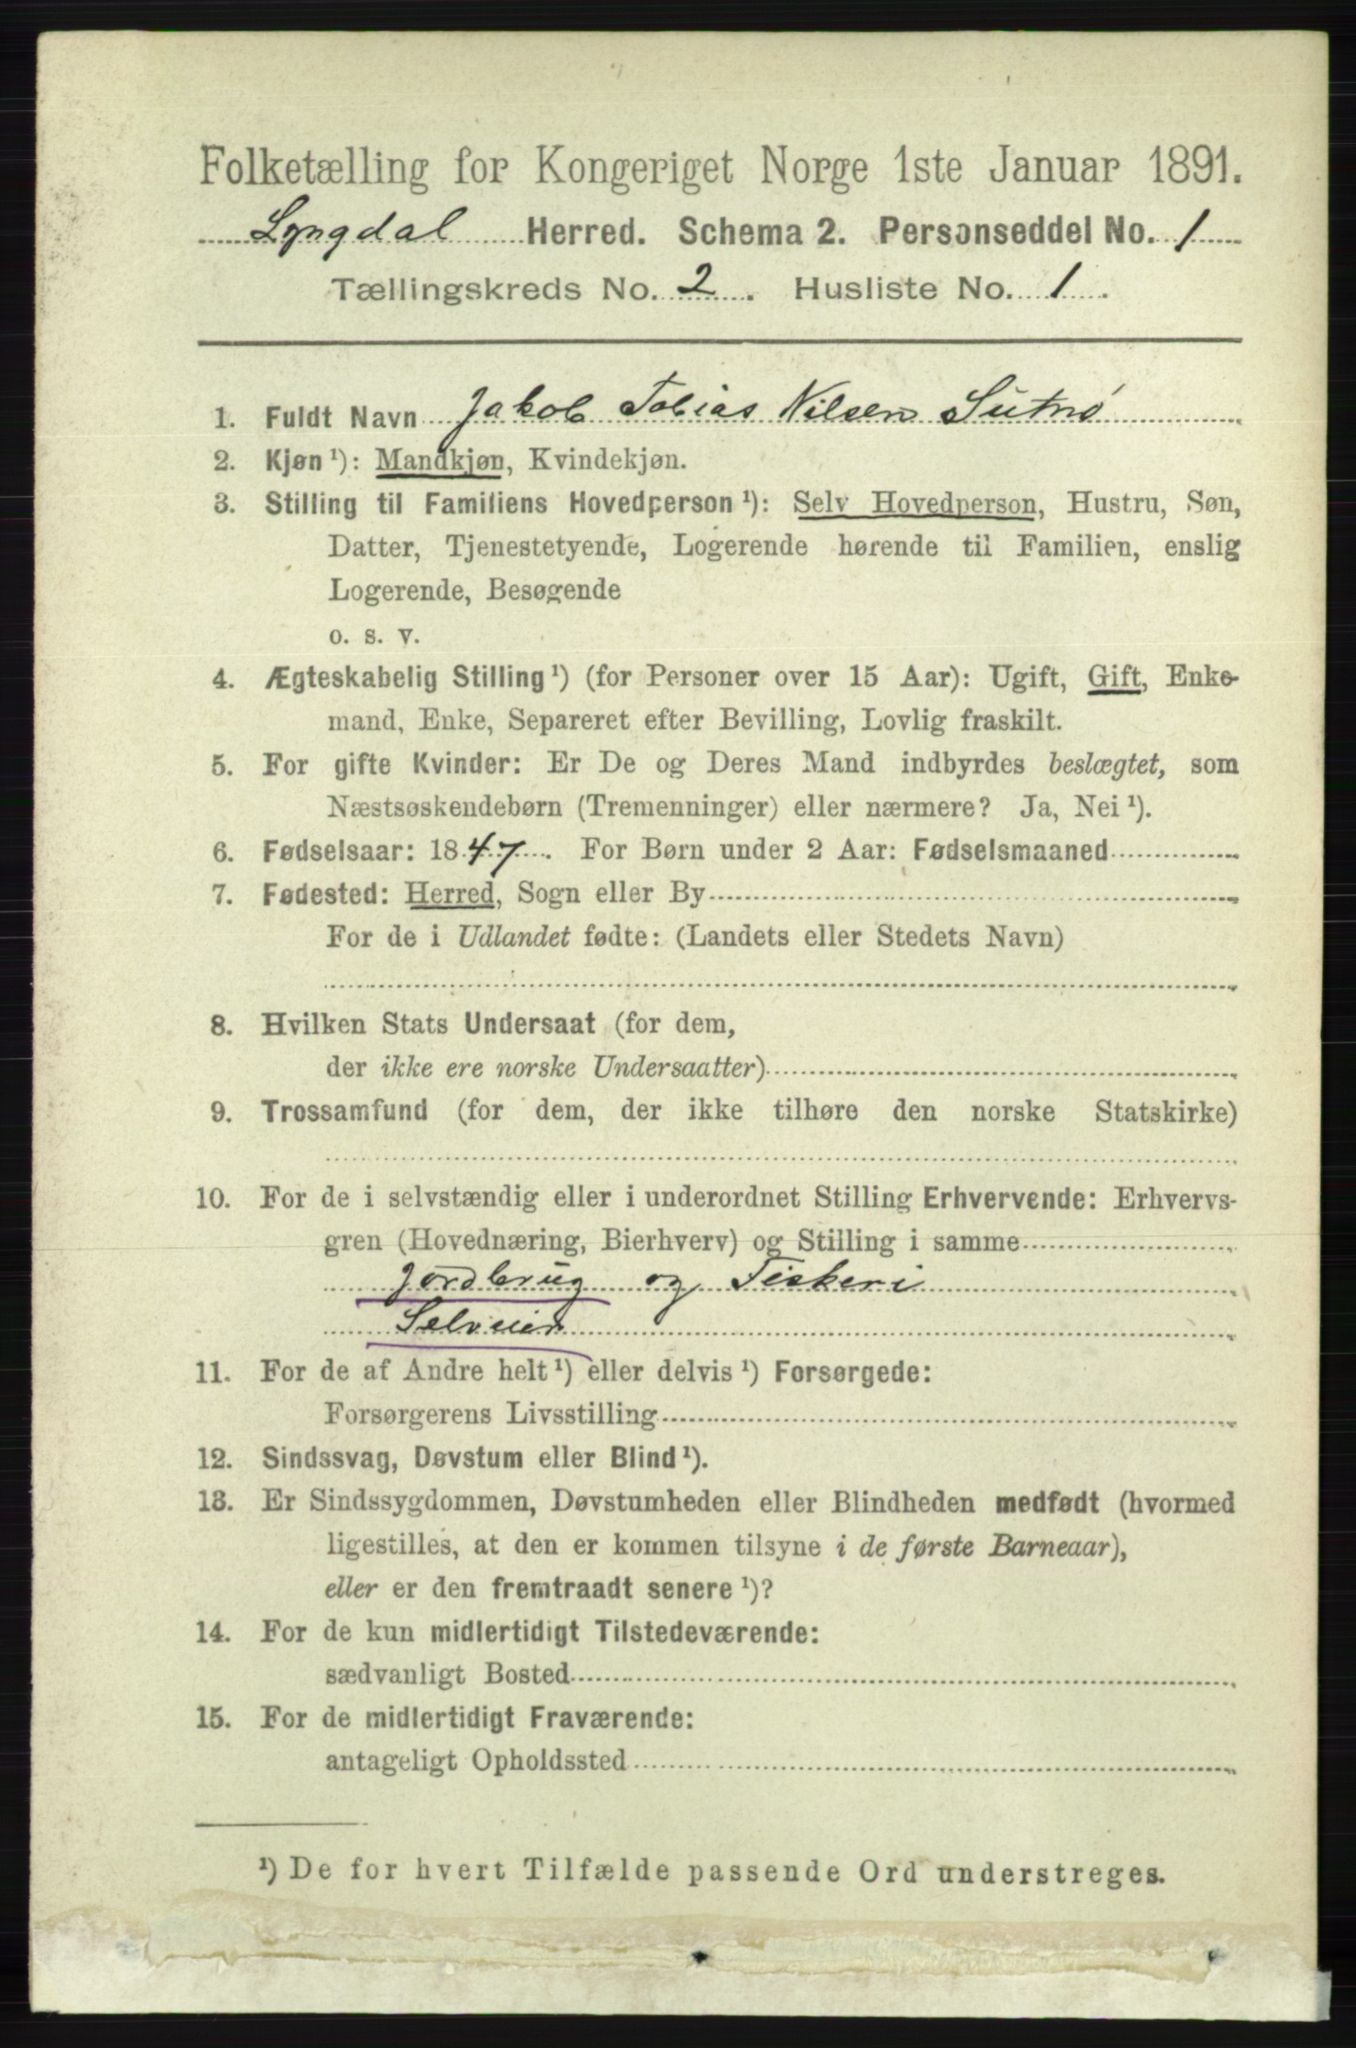 Folketælling for Kongeriget Norge 1ste Januar 1891.
Lyngdal Herred. Schema 2. Personseddel No. 1
Tællingskreds No. 2. Husliste No. 1.
1. Fuldt Navn Jakob Tobias Nilsen Sutnø
2. Kjøn ¹): Mandkjøn, Kvindekjøn.
3. Stilling til Familiens Hovedperson ¹): Selv Hovedperson, Hustru, Søn,
Datter, Tjenestetyende, Logerende hørende til Familien, enslig
Logerende, Besøgende
o. s. v.
4. Ægteskabelig Stilling ¹) (for Personer over 15 Aar): Ugift, Gift, Enke-
mand, Enke, Separeret efter Bevilling, Lovlig fraskilt.
5. For gifte Kvinder: Er De og Deres Mand indbyrdes beslægtet, som
Næstsøskendebørn (Tremenninger) eller nærmere? Ja, Nei ¹).
6. Fødselsaar: 1847. For Børn under 2 Aar: Fødselsmaaned
7. Fødested: Herred, Sogn eller By
For de i Udlandet fødte: (Landets eller Stedets Navn)
8. Hvilken Stats Undersaat (for dem,
der ikke ere norske Undersaatter)
9. Trossamfund (for dem, der ikke tilhøre den norske Statskirke)
10. For de i selvstændig eller i underordnet Stilling Erhvervende: Erhvervs-
gren (Hovednæring, Bierhverv) og Stilling i samme
Jordbrug og Fiskeri
Selveier
11. For de af Andre helt ¹) eller delvis ¹) Forsørgede:
Forsørgerens Livsstilling
12. Sindssvag, Døvstum eller Blind ¹).
13. Er Sindssygdommen, Døvstumheden eller Blindheden medfødt (hvormed
ligestilles, at den er kommen tilsyne i de første Barneaar),
eller er den fremtraadt senere ¹)?
14. For de kun midlertidigt Tilstedeværende:
sædvanligt Bosted
15. For de midlertidigt Fraværende:
antageligt Opholdssted
¹) De for hvert Tilfælde passende Ord understreges.